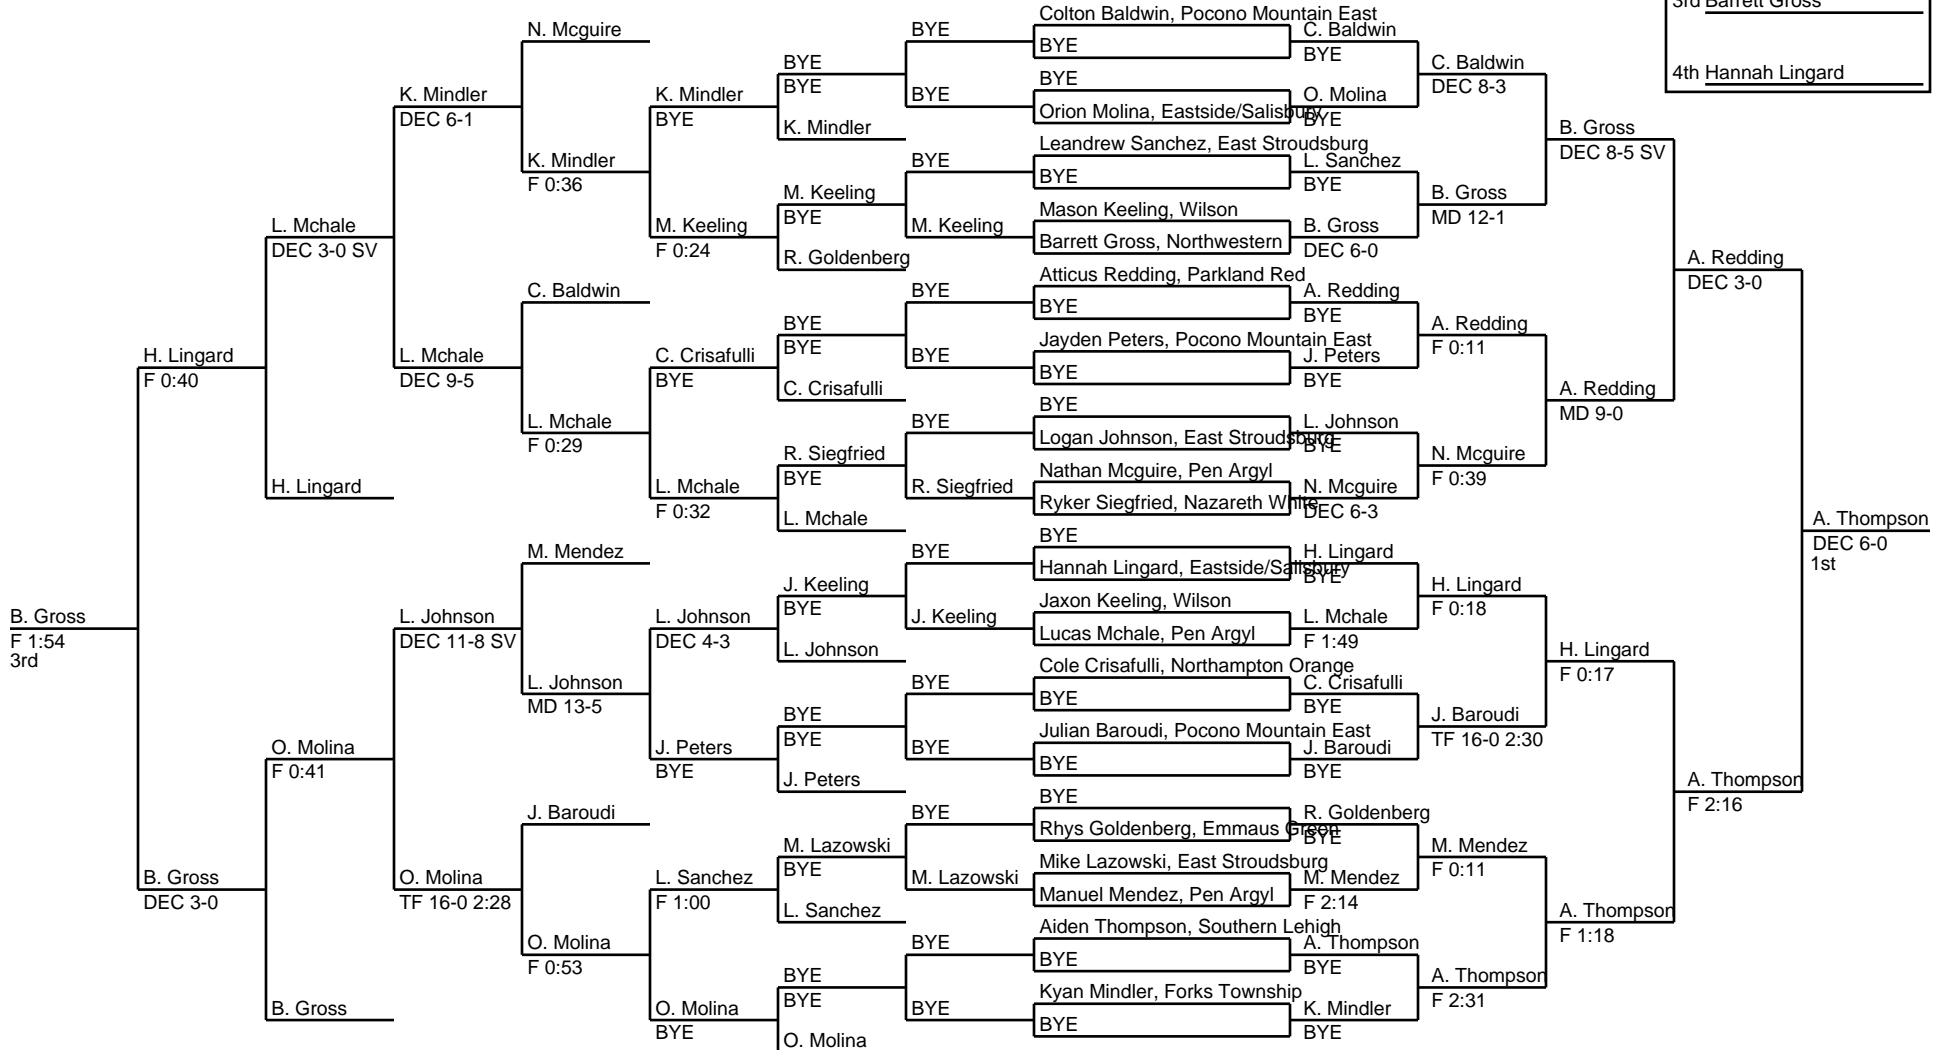 3rd Barrett Gross
4th Hannah Lingard
Colton Baldwin, Pocono Mountain East
BYE
BYE
Orion Molina, Eastside/Salisbury
Leandrew Sanchez, East Stroudsburg
BYE
Mason Keeling, Wilson
Barrett Gross, Northwestern
Atticus Redding, Parkland Red
BYE
Jayden Peters, Pocono Mountain East
BYE
BYE
Logan Johnson, East Stroudsburg
Nathan Mcguire, Pen Argyl
Ryker Siegfried, Nazareth White
BYE
Hannah Lingard, Eastside/Salisbury
Jaxon Keeling, Wilson
Lucas Mchale, Pen Argyl
Cole Crisafulli, Northampton Orange
BYE
Julian Baroudi, Pocono Mountain East
BYE
BYE
Rhys Goldenberg, Emmaus Green
Mike Lazowski, East Stroudsburg
Manuel Mendez, Pen Argyl
Aiden Thompson, Southern Lehigh
BYE
Kyan Mindler, Forks Township
BYE
C. Baldwin
BYE
O. Molina
BYE
L. Sanchez
BYE
B. Gross
DEC 6-0
A. Redding
BYE
J. Peters
BYE
L. Johnson
BYE
N. Mcguire
DEC 6-3
H. Lingard
BYE
L. Mchale
F 1:49
C. Crisafulli
BYE
J. Baroudi
BYE
R. Goldenberg
BYE
M. Mendez
F 2:14
A. Thompson
BYE
K. Mindler
BYE
C. Baldwin
DEC 8-3
B. Gross
MD 12-1
A. Redding
F 0:11
N. Mcguire
F 0:39
H. Lingard
F 0:18
J. Baroudi
TF 16-0 2:30
M. Mendez
F 0:11
A. Thompson
F 2:31
B. Gross
DEC 8-5 SV
A. Redding
MD 9-0
H. Lingard
F 0:17
A. Thompson
F 1:18
A. Redding
DEC 3-0
A. Thompson
F 2:16
A. Thompson
DEC 6-0
1st
BYE
BYE
BYE
M. Keeling
BYE
BYE
BYE
R. Siegfried
BYE
J. Keeling
BYE
BYE
BYE
M. Lazowski
BYE
BYE
BYE
BYE
K. Mindler
M. Keeling
BYE
R. Goldenberg
BYE
BYE
C. Crisafulli
R. Siegfried
BYE
L. Mchale
J. Keeling
BYE
L. Johnson
BYE
BYE
J. Peters
M. Lazowski
BYE
L. Sanchez
BYE
BYE
O. Molina
K. Mindler
BYE
M. Keeling
F 0:24
C. Crisafulli
BYE
L. Mchale
F 0:32
L. Johnson
DEC 4-3
J. Peters
BYE
L. Sanchez
F 1:00
O. Molina
BYE
N. Mcguire
K. Mindler
F 0:36
C. Baldwin
L. Mchale
F 0:29
M. Mendez
L. Johnson
MD 13-5
J. Baroudi
O. Molina
F 0:53
K. Mindler
DEC 6-1
L. Mchale
DEC 9-5
L. Johnson
DEC 11-8 SV
O. Molina
TF 16-0 2:28
L. Mchale
DEC 3-0 SV
H. Lingard
O. Molina
F 0:41
B. Gross
H. Lingard
F 0:40
B. Gross
DEC 3-0
B. Gross
F 1:54
3rd